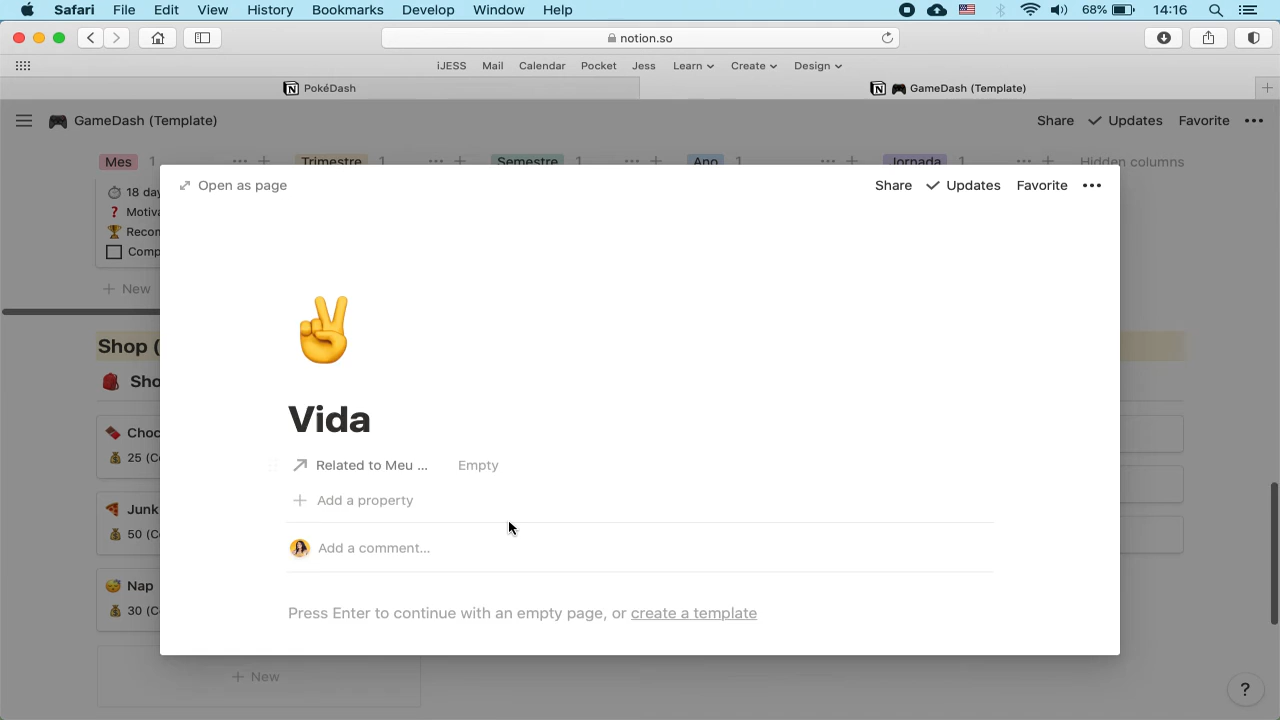 Safari File Edit View History Bookmarks Develop Window Help 68% 14:16
notion.so
iJESS Mail Calendar Pocket Jess Learn Create Design
PokéDash GameDash (Template)
GameDash (Template) Share Updates Favorite
Mes 1 Trimestre 1 Semestre 1 Ano 1 Jornada 1 Hidden columns
Open as page Share Updates Favorite
18 day
Motiva
Recom
Comp
New
Vida
Shop (
Sho
Related to Meu ... Empty
Add a property
Choc
25 (C
Junk
50 (C
Add a comment...
Nap
30 (C
Press Enter to continue with an empty page, or create a template
New
?